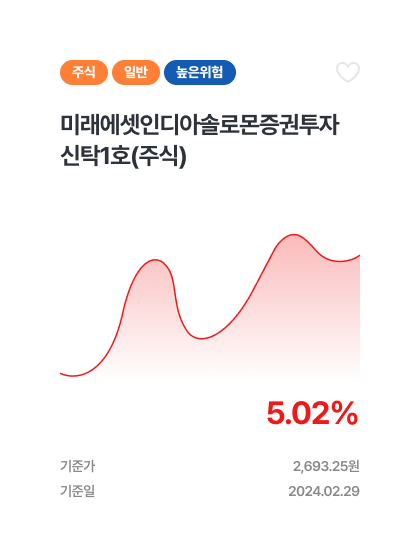 주식 일반 높은위험
미래에셋인디아솔로몬증권투자
신탁1호(주식)
5.02%
기준가 2,693.25원
기준일 2024.02.29